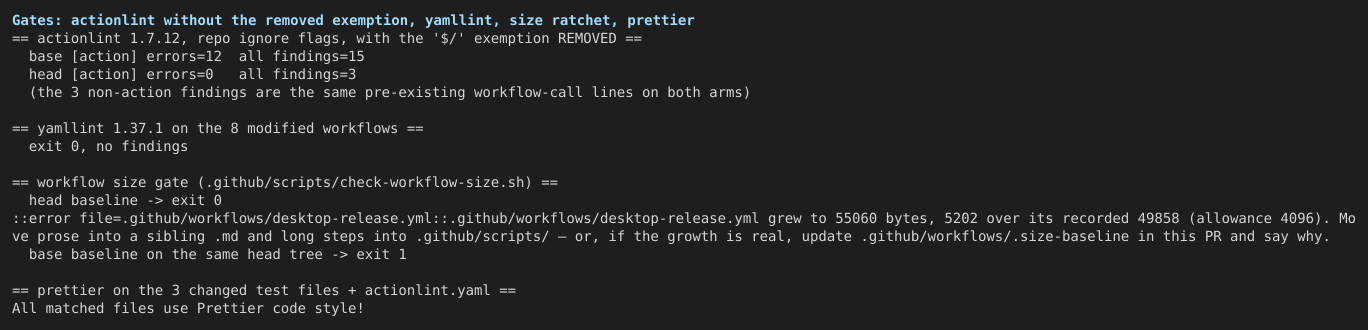 Gates: actionlint without the removed exemption, yamllint, size ratchet, prettier
== actionlint 1.7.12, repo ignore flags, with the '$/' exemption REMOVED ==
  base [action] errors=12  all findings=15
  head [action] errors=0   all findings=3
  (the 3 non-action findings are the same pre-existing workflow-call lines on both arms)

== yamllint 1.37.1 on the 8 modified workflows ==
  exit 0, no findings

== workflow size gate (.github/scripts/check-workflow-size.sh) ==
  head baseline -> exit 0
::error file=.github/workflows/desktop-release.yml::.github/workflows/desktop-release.yml grew to 55060 bytes, 5202 over its recorded 49858 (allowance 4096). Mo
ve prose into a sibling .md and long steps into .github/scripts/ — or, if the growth is real, update .github/workflows/.size-baseline in this PR and say why.
  base baseline on the same head tree -> exit 1

== prettier on the 3 changed test files + actionlint.yaml ==
All matched files use Prettier code style!